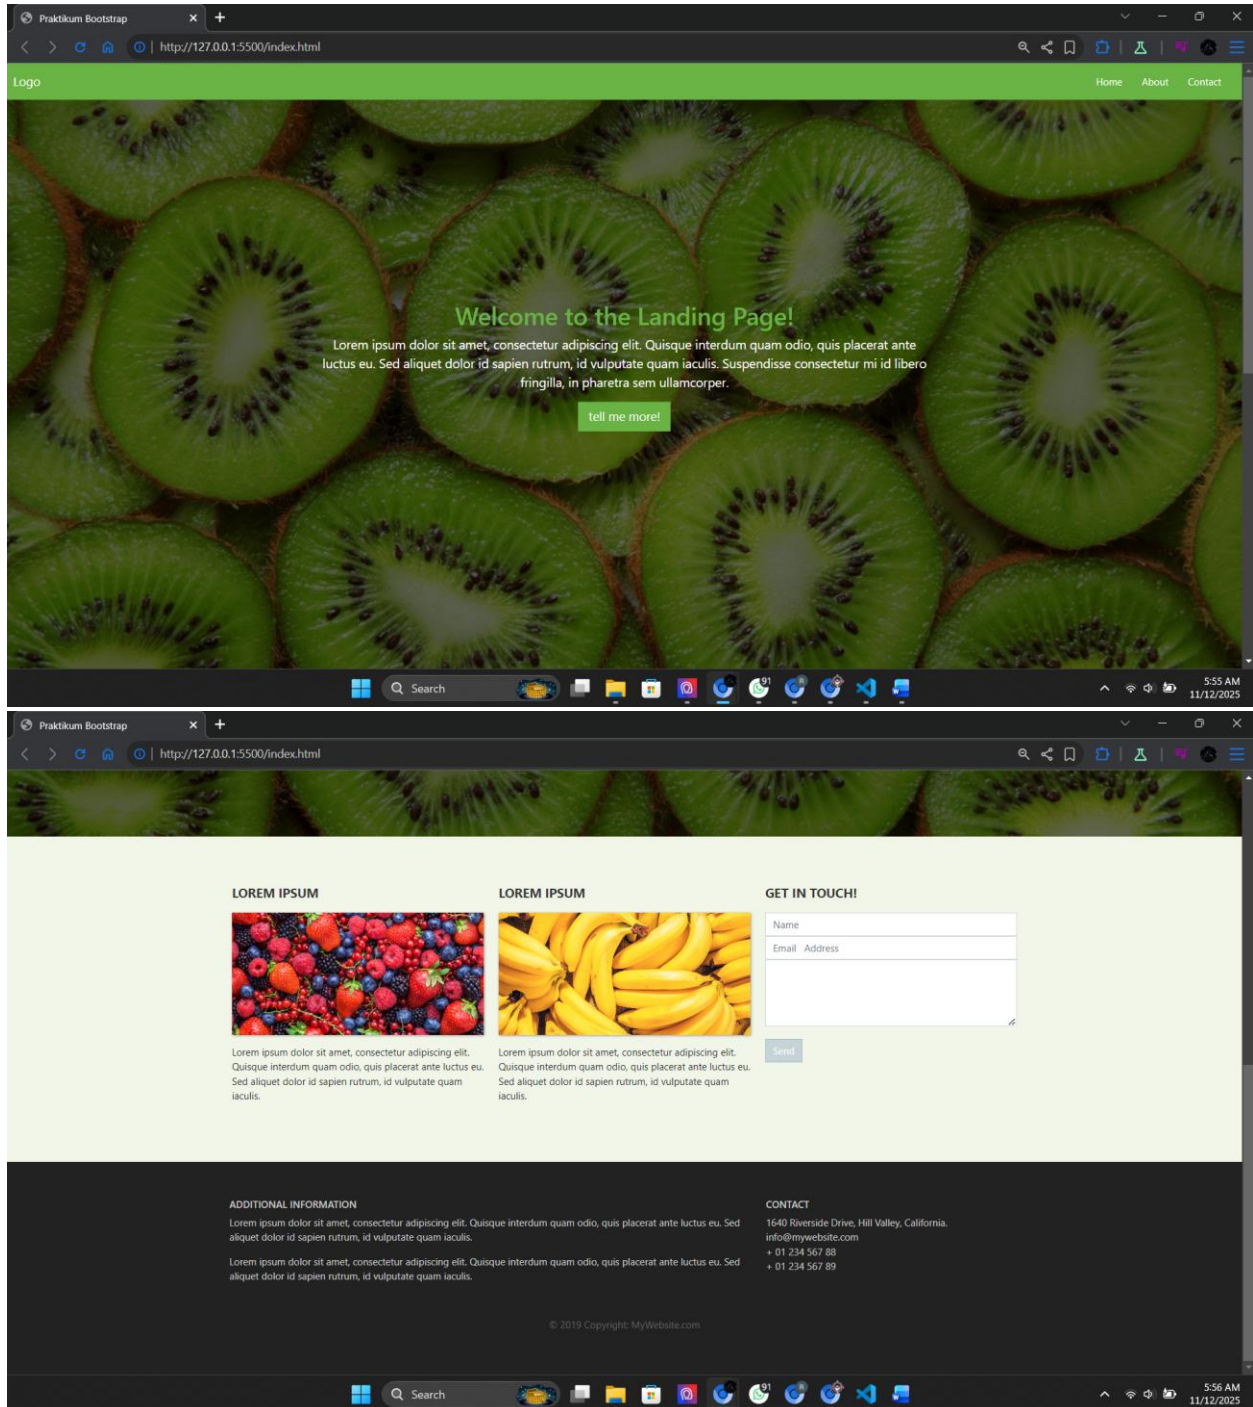 Praktikum Bootstrap
http://127.0.0.1:5500/index.html
Logo
Home About Contact
Welcome to the Landing Page!
Lorem ipsum dolor sit amet, consectetur adipiscing elit. Quisque interdum quam odio, quis placerat ante
luctus eu. Sed aliquet dolor id sapien rutrum, id vulputate quam iaculis. Suspendisse consectetur mi id libero
fringilla, in pharetra sem ullamcorper.
tell me more!
Search
91
5:55 AM
11/12/2025
Praktikum Bootstrap
http://127.0.0.1:5500/index.html
LOREM IPSUM
Lorem ipsum dolor sit amet, consectetur adipiscing elit.
Quisque interdum quam odio, quis placerat ante luctus eu.
Sed aliquet dolor id sapien rutrum, id vulputate quam
iaculis.
LOREM IPSUM
Lorem ipsum dolor sit amet, consectetur adipiscing elit.
Quisque interdum quam odio, quis placerat ante luctus eu.
Sed aliquet dolor id sapien rutrum, id vulputate quam
iaculis.
GET IN TOUCH!
Name
Email Address
Send
ADDITIONAL INFORMATION
Lorem ipsum dolor sit amet, consectetur adipiscing elit. Quisque interdum quam odio, quis placerat ante luctus eu. Sed
aliquet dolor id sapien rutrum, id vulputate quam iaculis.
Lorem ipsum dolor sit amet, consectetur adipiscing elit. Quisque interdum quam odio, quis placerat ante luctus eu. Sed
aliquet dolor id sapien rutrum, id vulputate quam iaculis.
CONTACT
1640 Riverside Drive, Hill Valley, California.
info@mywebsite.com
+ 01 234 567 88
+ 01 234 567 89
© 2019 Copyright: MyWebsite.com
Search
91
5:56 AM
11/12/2025